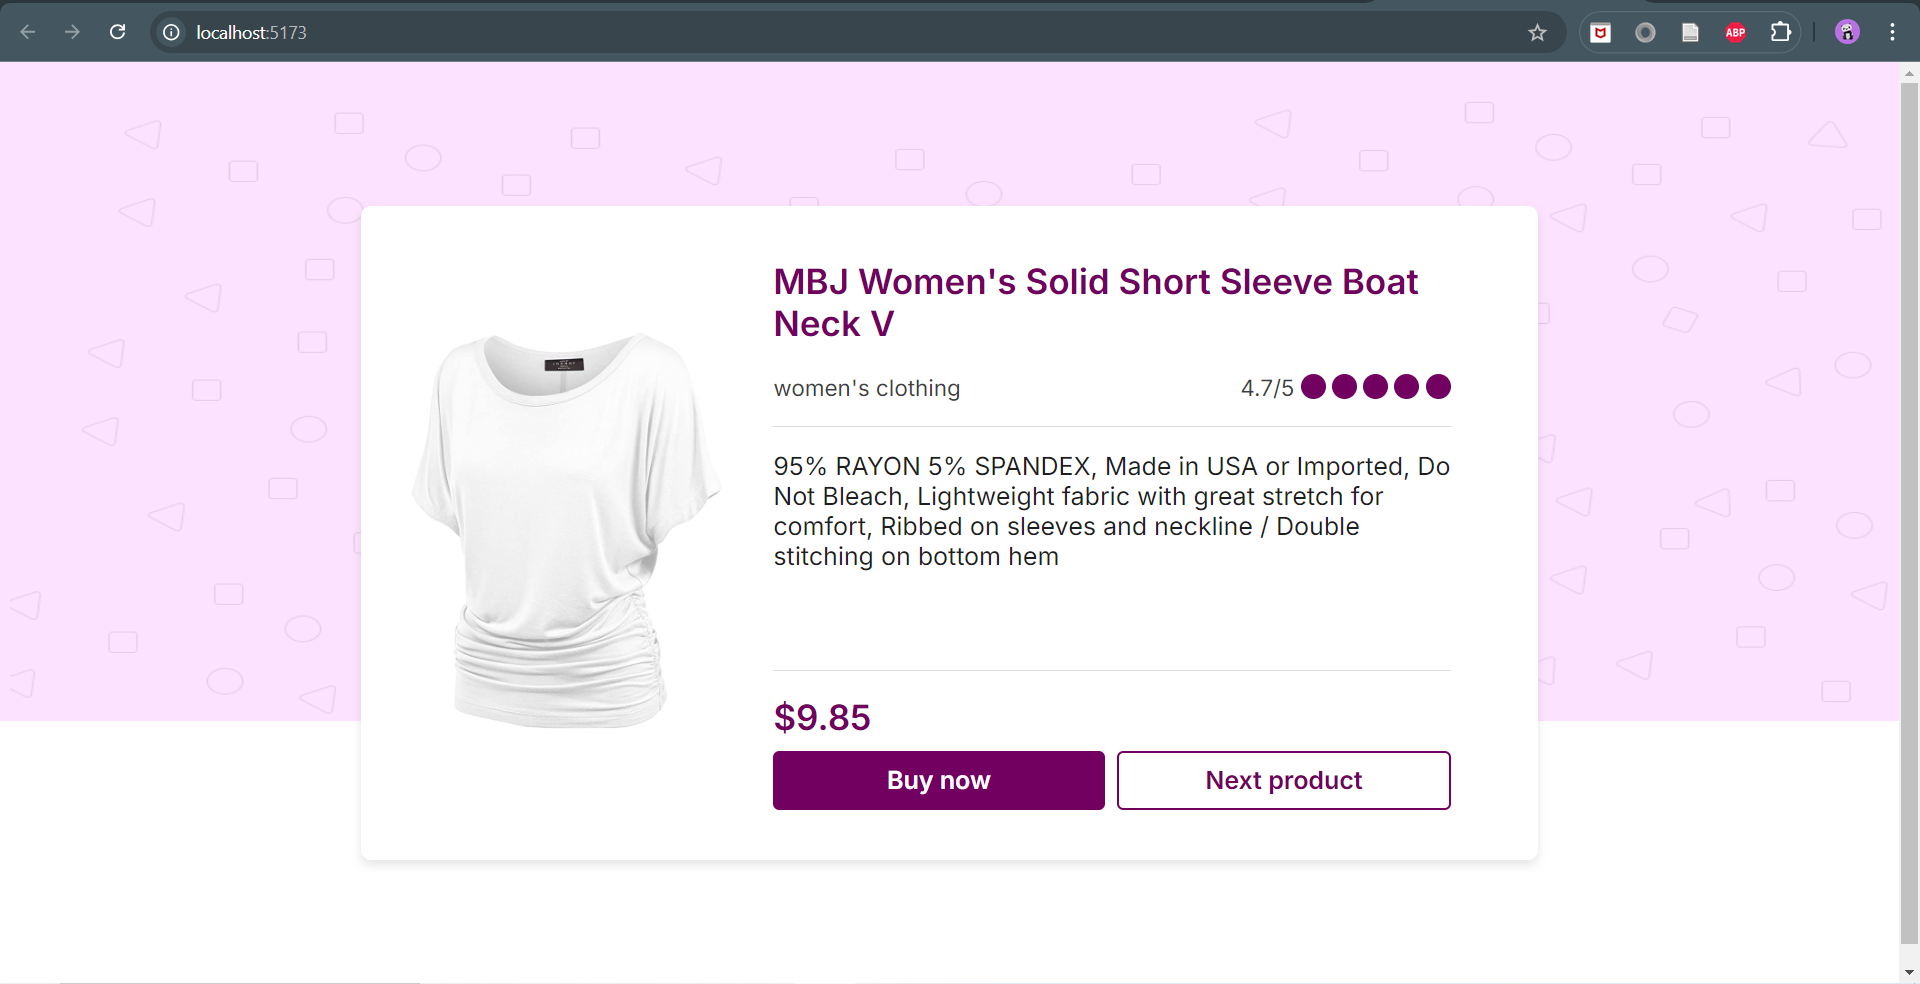 localhost:5173
ABP
MBJ Women's Solid Short Sleeve Boat
Neck V
women's clothing
4.7/5
95% RAYON 5% SPANDEX, Made in USA or Imported, Do
Not Bleach, Lightweight fabric with great stretch for
comfort, Ribbed on sleeves and neckline / Double
stitching on bottom hem
$9.85
Buy now
Next product